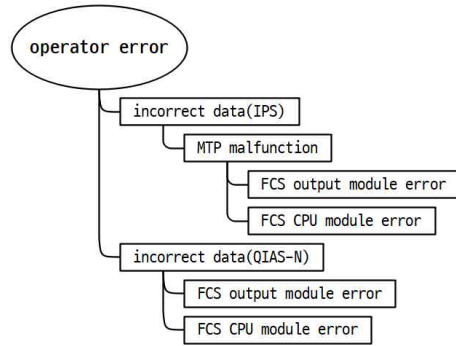 operator error
incorrect data(IPS)
MTP malfunction
FCS output module error
FCS CPU module error
incorrect data(QIAS-N)
FCS output module error
FCS CPU module error